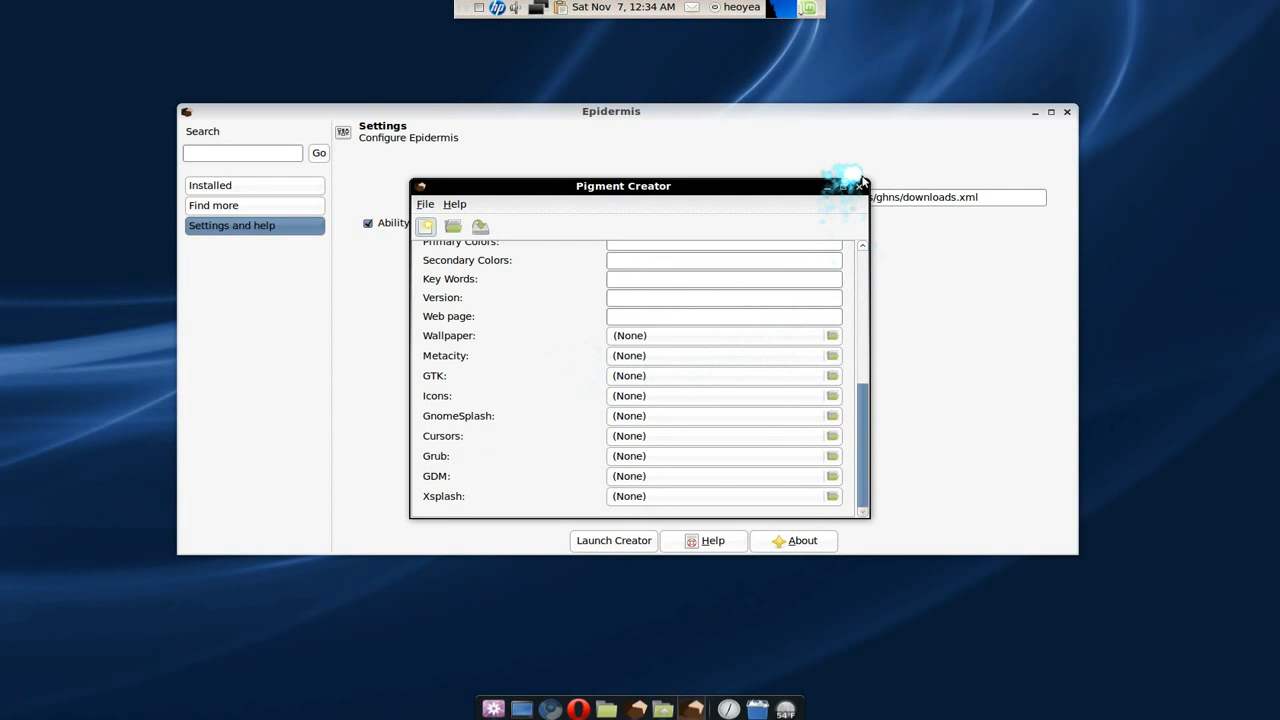 Sat Nov 7, 12:34 AM heoyea
Epidermis
Search
Go
Installed
Find more
Settings and help
Settings
Configure Epidermis
s/ghns/downloads.xml
Ability
Pigment Creator
File Help
Primary Colors:
Secondary Colors:
Key Words:
Version:
Web page:
Wallpaper: (None)
Metacity: (None)
GTK: (None)
Icons: (None)
GnomeSplash: (None)
Cursors: (None)
Grub: (None)
GDM: (None)
Xsplash: (None)
Launch Creator Help About
54°F